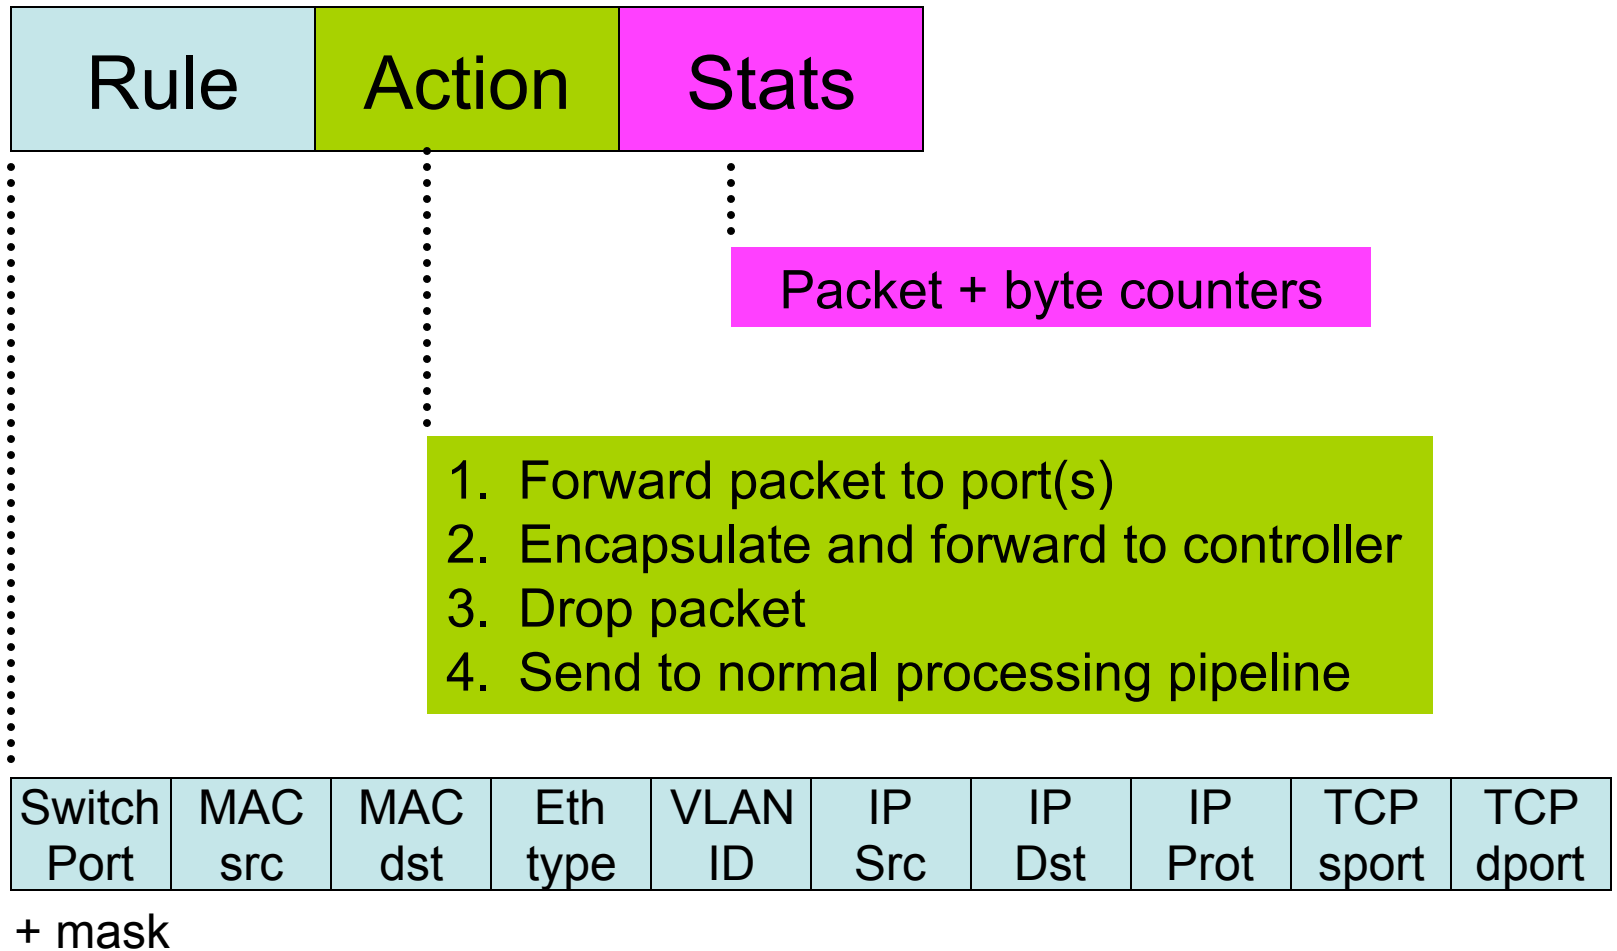 Rule Action Stats
Packet + byte counters
1. Forward packet to port(s)
2. Encapsulate and forward to controller
3. Drop packet
4. Send to normal processing pipeline
Switch Port
MAC src
MAC dst
Eth type
VLAN ID
IP Src
IP Dst
IP Prot
TCP sport
TCP dport
+ mask